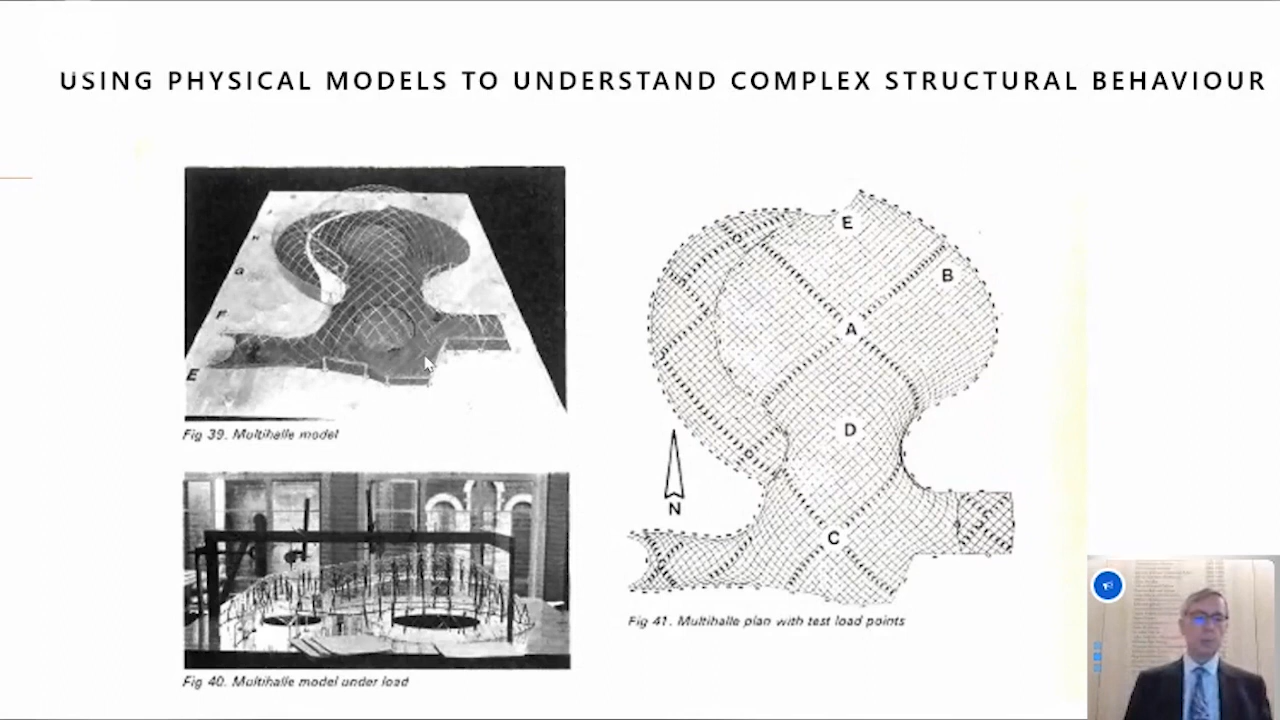 USING PHYSICAL MODELS TO UNDERSTAND COMPLEX STRUCTURAL BEHAVIOUR
H
G
F
E
Fig 39. Multihalle model
Fig 40. Multihalle model under load
E
B
A
D
C
N
Fig 41. Multihalle plan with test load points